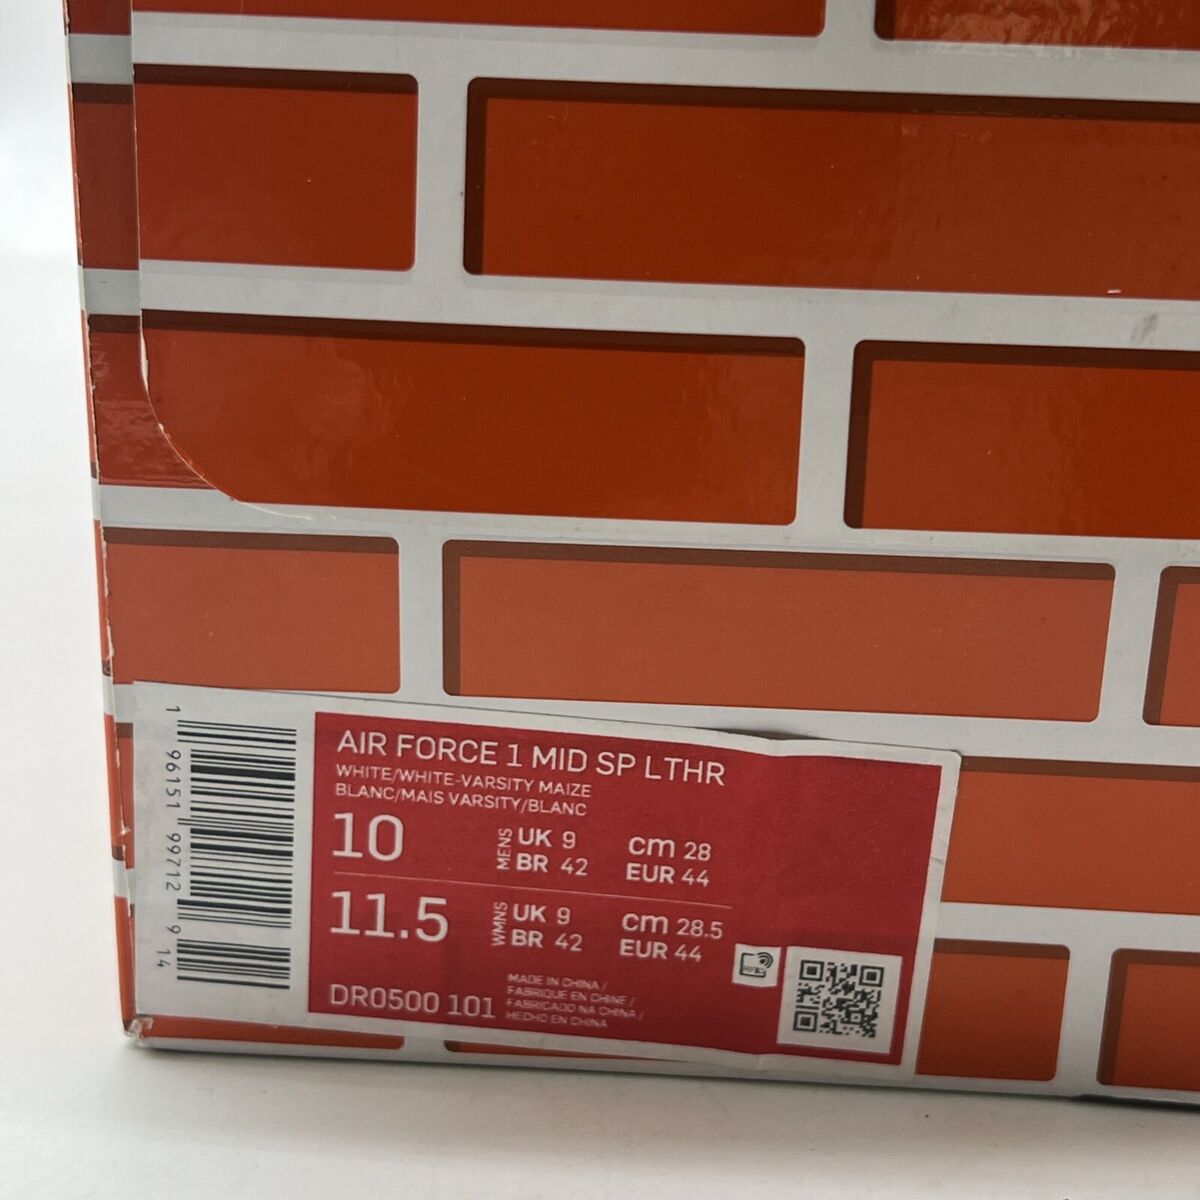 AIR FORCE 1 MID SP LTHR
WHITE/WHITE-VARSITY MAIZE
BLANC/MAIS VARSITY/BLANC
10 MENS UK 9 cm 28
BR 42 EUR 44
11.5 WMNS UK 9 cm 28.5
BR 42 EUR 44
DR0500 101
MADE IN CHINA /
FABRIQUE EN CHINE /
FABRICADO NA CHINA /
HECHO EN CHINA
RFID
1 96151 99712 9 14